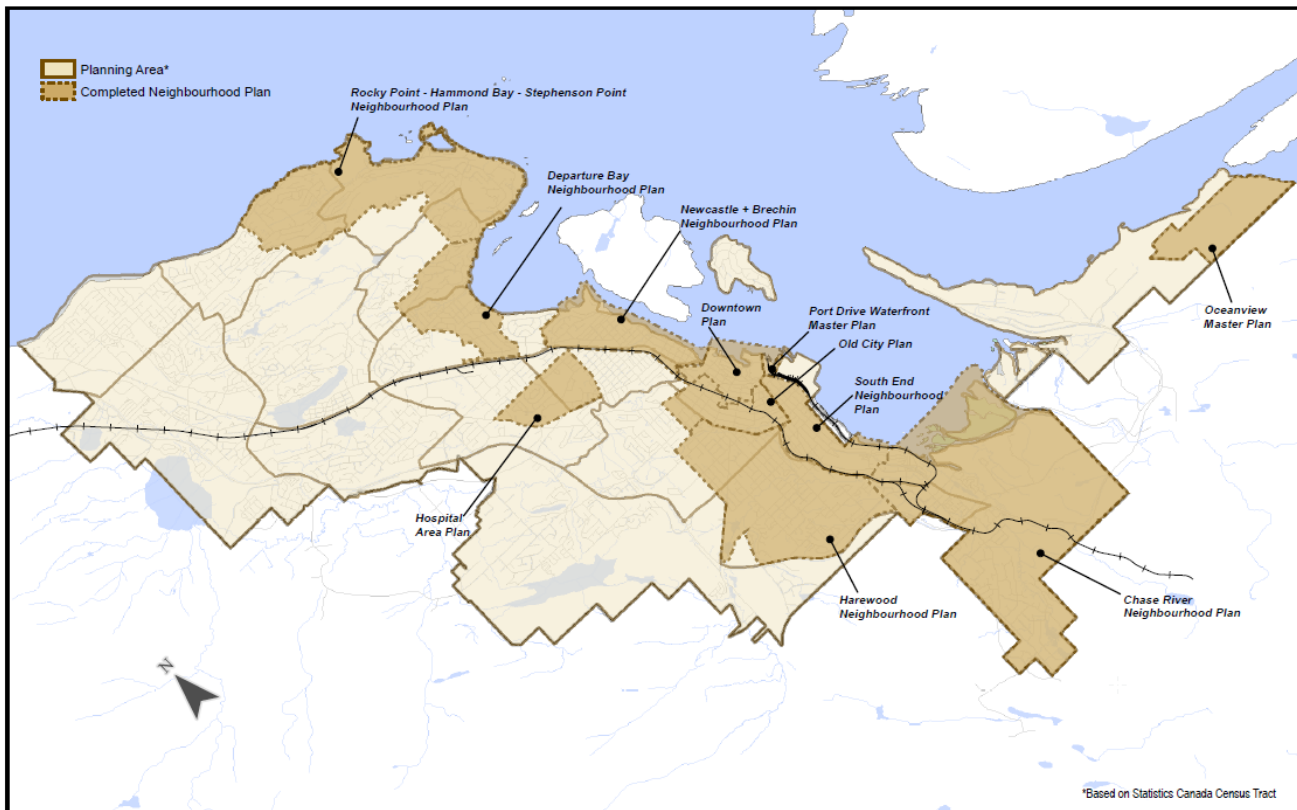 Planning Area*
Completed Neighbourhood Plan
Rocky Point - Hammond Bay - Stephenson Point
Neighbourhood Plan
Departure Bay
Neighbourhood Plan
Newcastle + Brechin
Neighbourhood Plan
Downtown
Plan
Port Drive Waterfront
Master Plan
Old City Plan
South End
Neighbourhood
Plan
Oceanview
Master Plan
Hospital
Area Plan
Harewood
Neighbourhood Plan
Chase River
Neighbourhood Plan
N
*Based on Statistics Canada Census Tract